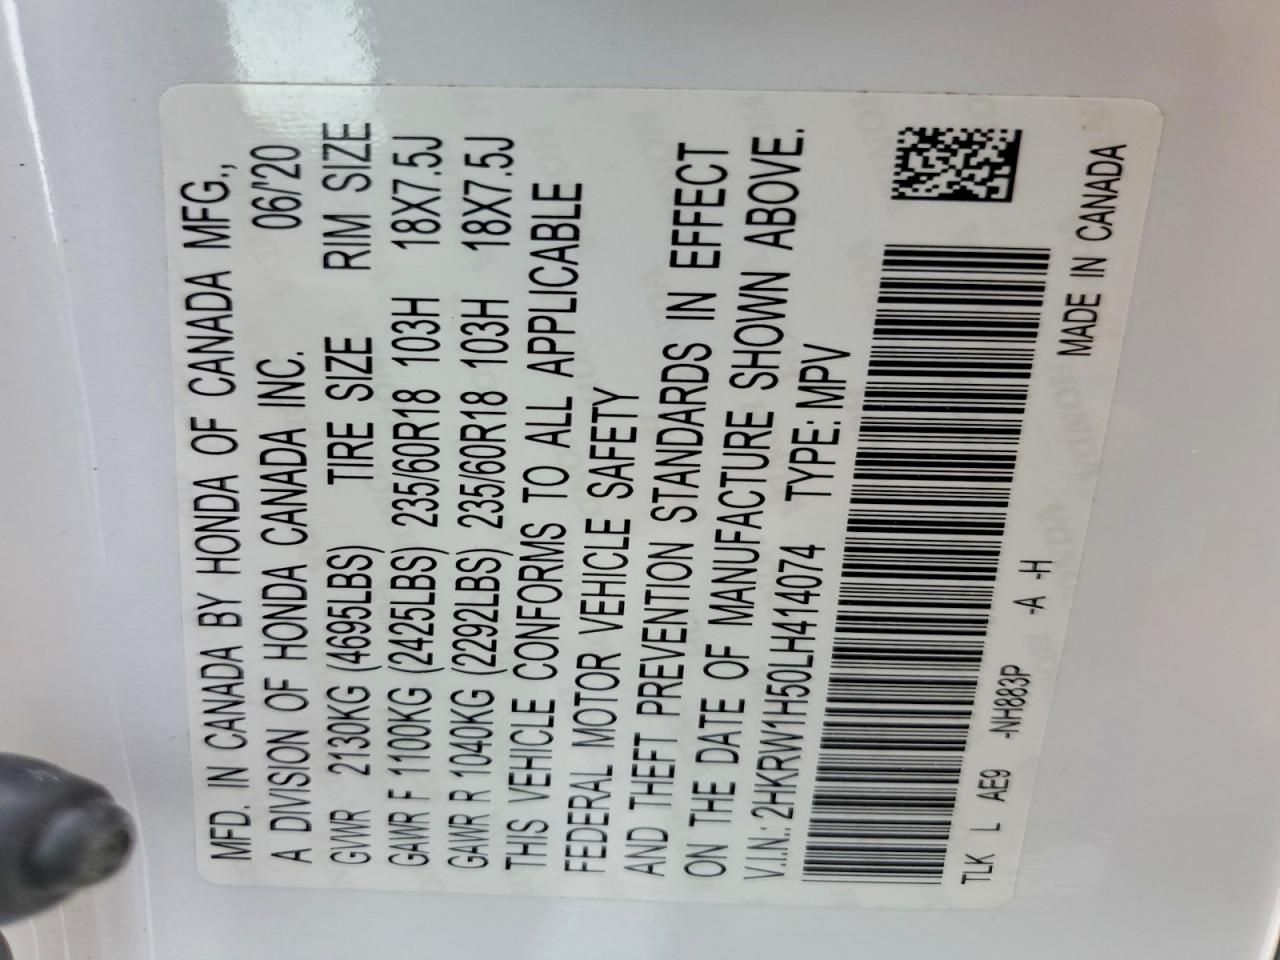 MFD. IN CANADA BY HONDA OF CANADA MFG.,
A DIVISION OF HONDA CANADA INC. 06/'20
GVWR 2130KG (4695LBS) TIRE SIZE RIM SIZE
GAWR F 1100KG (2425LBS) 235/60R18 103H 18X7.5J
GAWR R 1040KG (2292LBS) 235/60R18 103H 18X7.5J
THIS VEHICLE CONFORMS TO ALL APPLICABLE
FEDERAL MOTOR VEHICLE SAFETY
AND THEFT PREVENTION STANDARDS IN EFFECT
ON THE DATE OF MANUFACTURE SHOWN ABOVE.
V.I.N.: 2HKRW1H50LH414074 TYPE: MPV
TLK L AE9 -NH883P -A -H
MADE IN CANADA